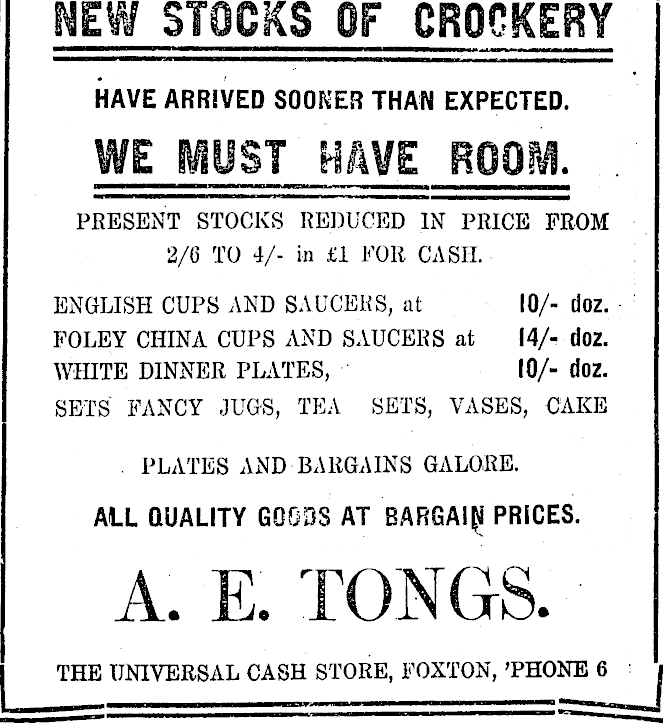 NEW STOCKS OF CROCKERY
HAVE ARRIVED SOONER THAN EXPECTED.
WE MUST HAVE ROOM.
PRESENT STOCKS REDUCED IN PRICE FROM
2/6 TO 4/- in £1 FOR CASH.
ENGLISH CUPS AND SAUCERS, at 10/- doz.
FOLEY CHINA CUPS AND SAUCERS at 14/- doz.
WHITE DINNER PLATES, 10/- doz.
SETS FANCY JUGS, TEA SETS, VASES, CAKE
PLATES AND BARGAINS GALORE.
ALL QUALITY GOODS AT BARGAIN PRICES.
A. E. TONGS.
THE UNIVERSAL CASH STORE, FOXTON, 'PHONE 6